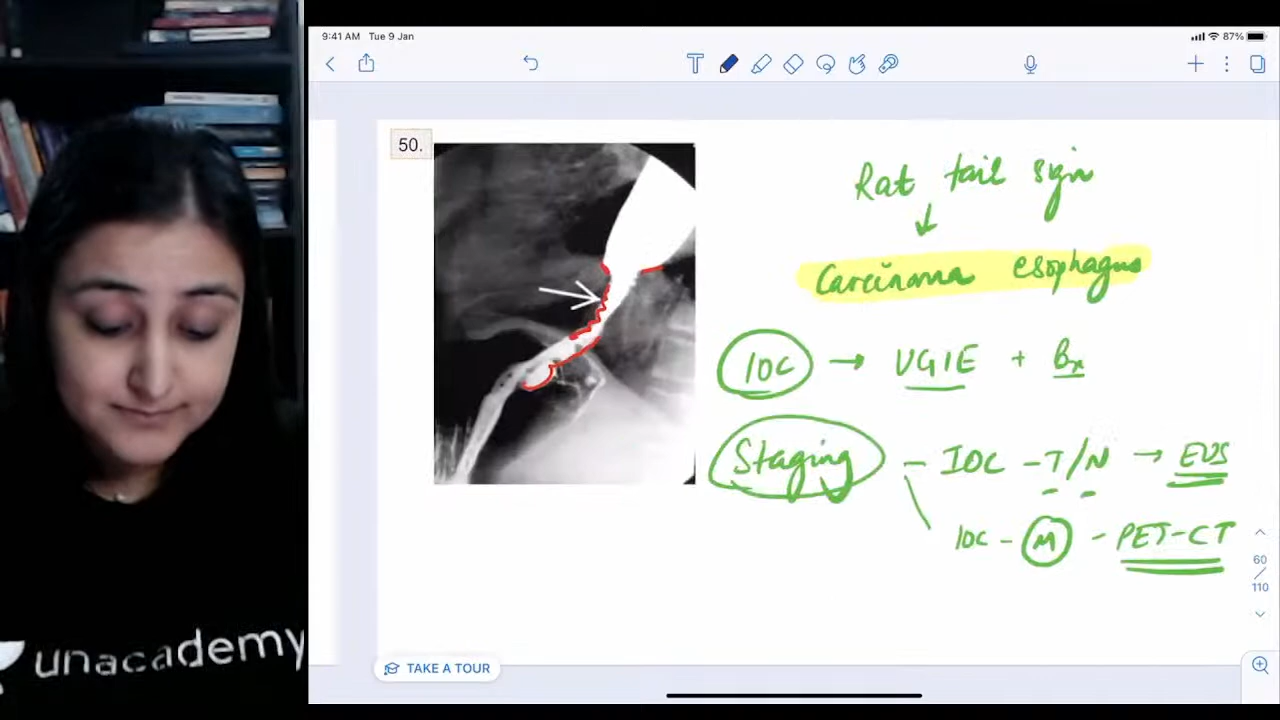 9:41 AM Tue 9 Jan
87%
T
50.
Rat tail sign
Carcinoma esophagus
IOC → UGIE + Bx
Staging - IOC - T/N → EUS
IOC - M - PET-CT
60
110
TAKE A TOUR
unacademy